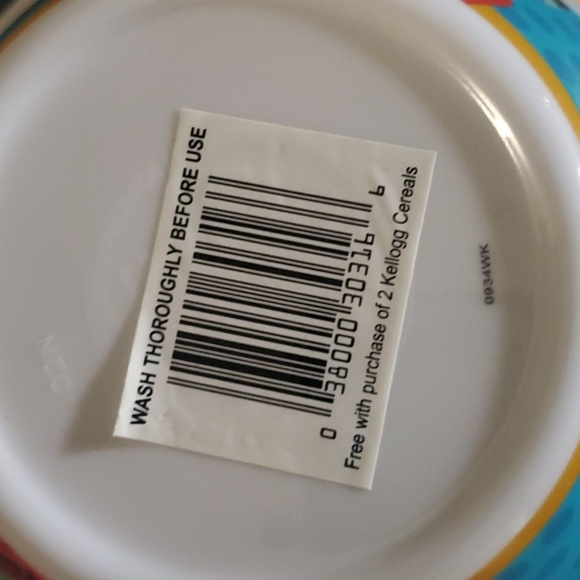 WASH THOROUGHLY BEFORE USE
0 38000 30316 6
Free with purchase of 2 Kellogg Cereals
0934WK